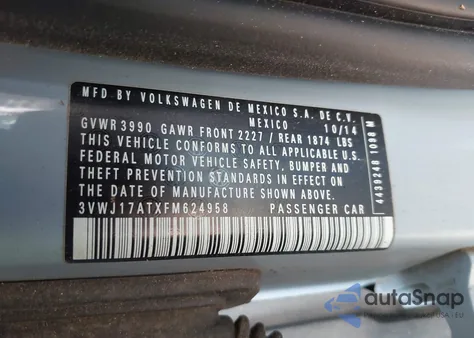 MFD BY VOLKSWAGEN DE MEXICO S.A. DE C.V.
MEXICO 10/14
GVWR 3990 GAWR FRONT 2227 / REAR 1874 LBS
THIS VEHICLE CONFORMS TO ALL APPLICABLE U.S.
FEDERAL MOTOR VEHICLE SAFETY, BUMPER AND
THEFT PREVENTION STANDARDS IN EFFECT ON THE
DATE OF MANUFACTURE SHOWN ABOVE.
3VWJ17ATXFM624958 PASSENGER CAR
4430248 1098 M
autoSnap